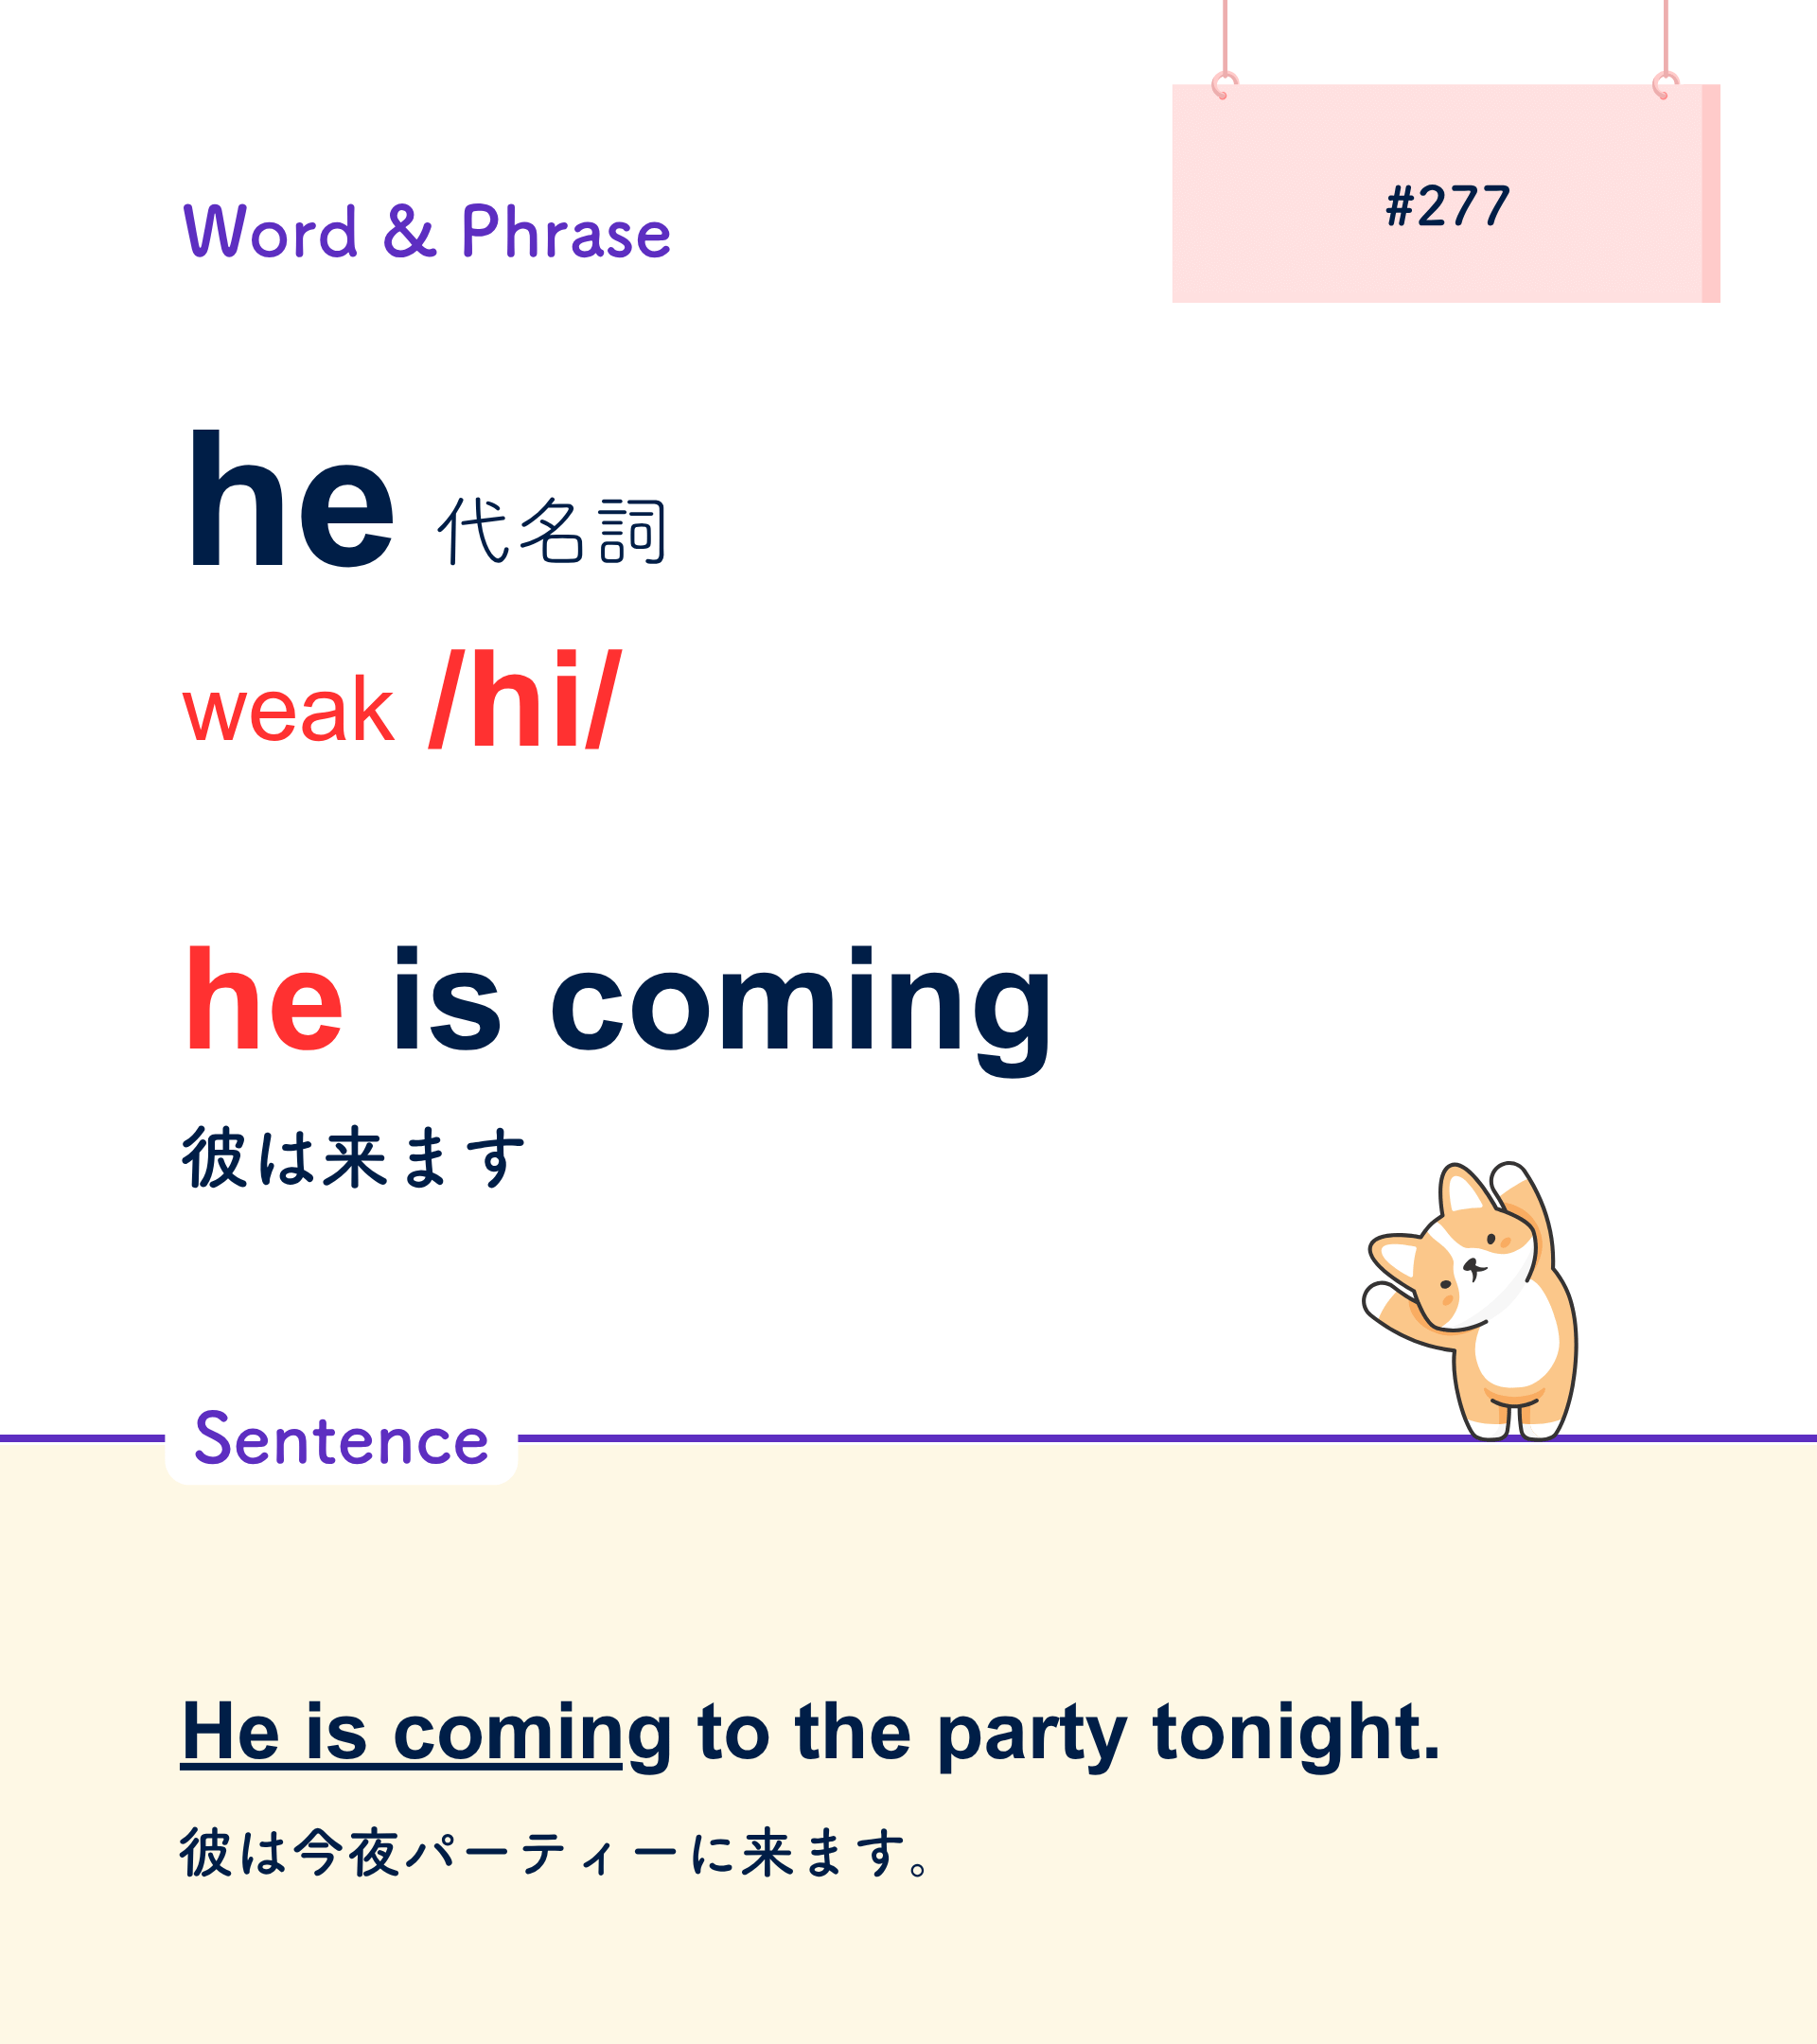 Word & Phrase
#277
he 代名詞
weak /hi/
he is coming
彼は来ます
Sentence
He is coming to the party tonight.
彼は今夜パーティーに来ます。